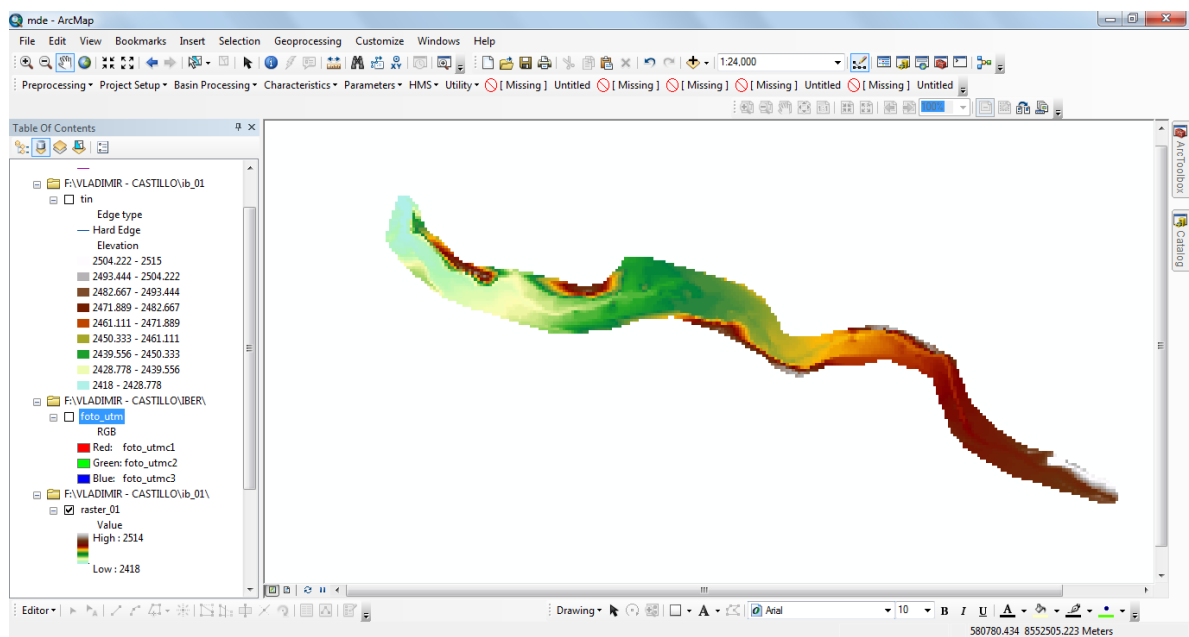 mde - ArcMap
File Edit View Bookmarks Insert Selection Geoprocessing Customize Windows Help
1:24,000
Preprocessing Project Setup Basin Processing Characteristics Parameters HMS Utility [ Missing ] Untitled [ Missing ] [ Missing ] [ Missing ] Untitled [ Missing ] Untitled
100%
Table Of Contents
F:\VLADIMIR - CASTILLO\ib_01
tin
Edge type
Hard Edge
Elevation
2504.222 - 2515
2493.444 - 2504.222
2482.667 - 2493.444
2471.889 - 2482.667
2461.111 - 2471.889
2450.333 - 2461.111
2439.556 - 2450.333
2428.778 - 2439.556
2418 - 2428.778
F:\VLADIMIR - CASTILLO\IBER\
foto_utm
RGB
Red: foto_utmc1
Green: foto_utmc2
Blue: foto_utmc3
F:\VLADIMIR - CASTILLO\ib_01\
raster_01
Value
High : 2514
Low : 2418
ArcToolbox
Catalog
Editor
Drawing A Arial 10 B I U A
580780.434 8552505.223 Meters